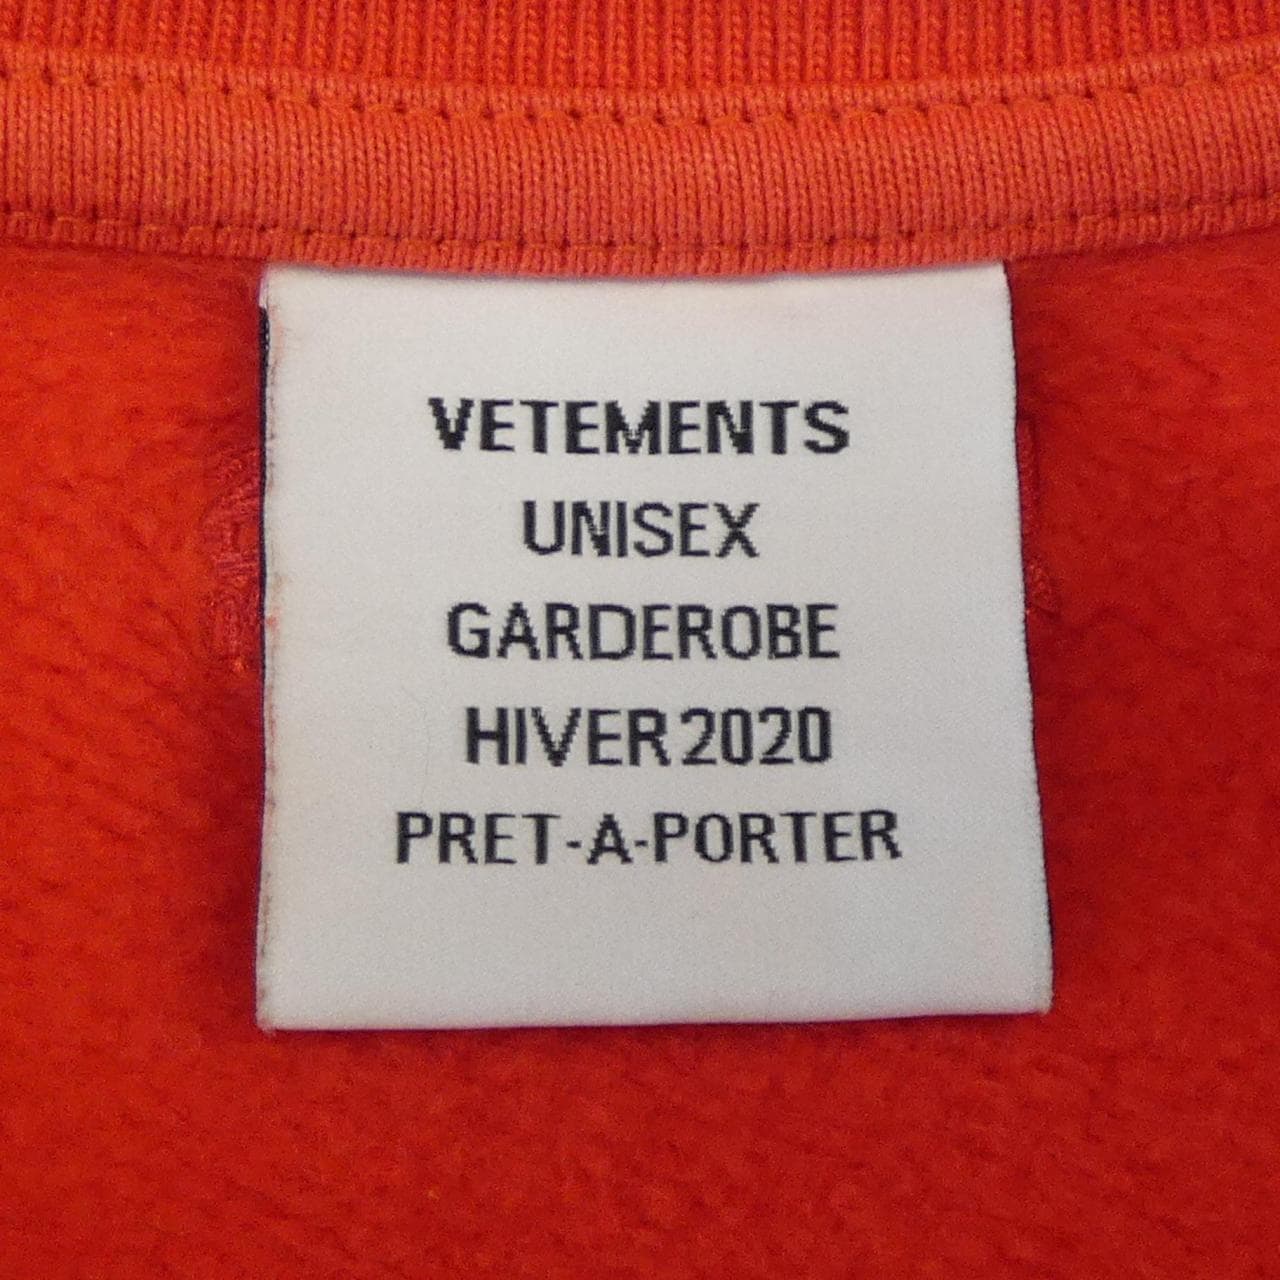 VETEMENTS
UNISEX
GARDEROBE
HIVER 2020
PRET-A-PORTER